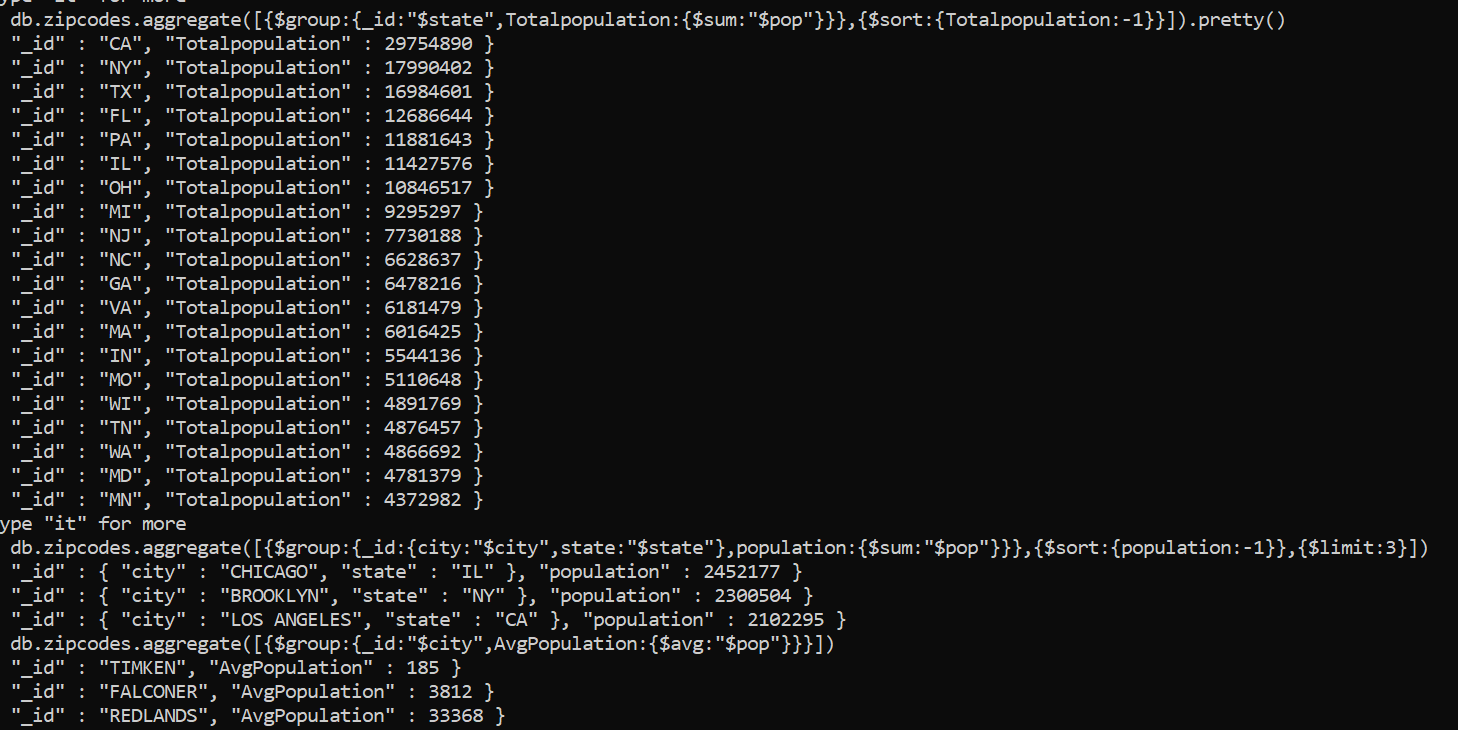 ype "it" for more
db.zipcodes.aggregate([{$group:{_id:"$state",Totalpopulation:{$sum:"$pop"}}},{$sort:{Totalpopulation:-1}}]).pretty()
"_id" : "CA", "Totalpopulation" : 29754890 }
"_id" : "NY", "Totalpopulation" : 17990402 }
"_id" : "TX", "Totalpopulation" : 16984601 }
"_id" : "FL", "Totalpopulation" : 12686644 }
"_id" : "PA", "Totalpopulation" : 11881643 }
"_id" : "IL", "Totalpopulation" : 11427576 }
"_id" : "OH", "Totalpopulation" : 10846517 }
"_id" : "MI", "Totalpopulation" : 9295297 }
"_id" : "NJ", "Totalpopulation" : 7730188 }
"_id" : "NC", "Totalpopulation" : 6628637 }
"_id" : "GA", "Totalpopulation" : 6478216 }
"_id" : "VA", "Totalpopulation" : 6181479 }
"_id" : "MA", "Totalpopulation" : 6016425 }
"_id" : "IN", "Totalpopulation" : 5544136 }
"_id" : "MO", "Totalpopulation" : 5110648 }
"_id" : "WI", "Totalpopulation" : 4891769 }
"_id" : "TN", "Totalpopulation" : 4876457 }
"_id" : "WA", "Totalpopulation" : 4866692 }
"_id" : "MD", "Totalpopulation" : 4781379 }
"_id" : "MN", "Totalpopulation" : 4372982 }
ype "it" for more
db.zipcodes.aggregate([{$group:{_id:{city:"$city",state:"$state"},population:{$sum:"$pop"}}},{$sort:{population:-1}},{$limit:3}])
"_id" : { "city" : "CHICAGO", "state" : "IL" }, "population" : 2452177 }
"_id" : { "city" : "BROOKLYN", "state" : "NY" }, "population" : 2300504 }
"_id" : { "city" : "LOS ANGELES", "state" : "CA" }, "population" : 2102295 }
db.zipcodes.aggregate([{$group:{_id:"$city",AvgPopulation:{$avg:"$pop"}}}])
"_id" : "TIMKEN", "AvgPopulation" : 185 }
"_id" : "FALCONER", "AvgPopulation" : 3812 }
"_id" : "REDLANDS", "AvgPopulation" : 33368 }